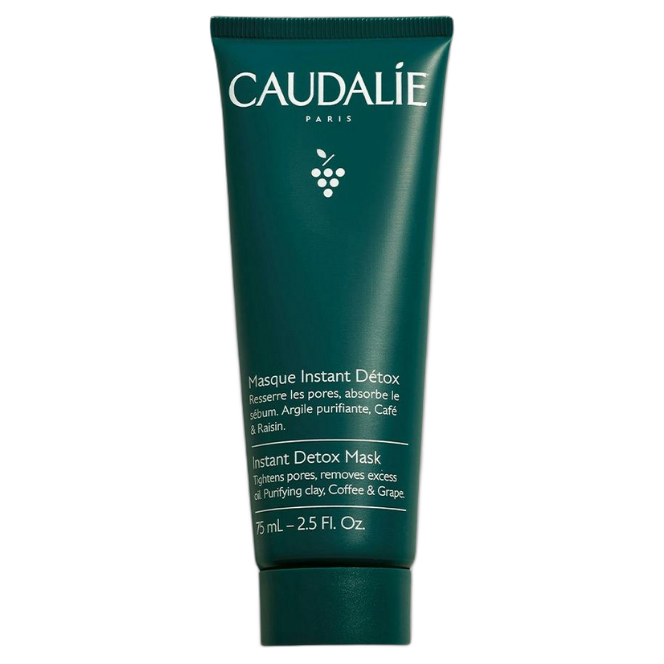 CAUDALÍE
PARIS
Masque Instant Détox
Resserre les pores, absorbe le
sébum. Argile purifiante, Café
& Raisin.
Instant Detox Mask
Tightens pores, removes excess
oil. Purifying clay, Coffee & Grape.
75 mL – 2.5 Fl. Oz.